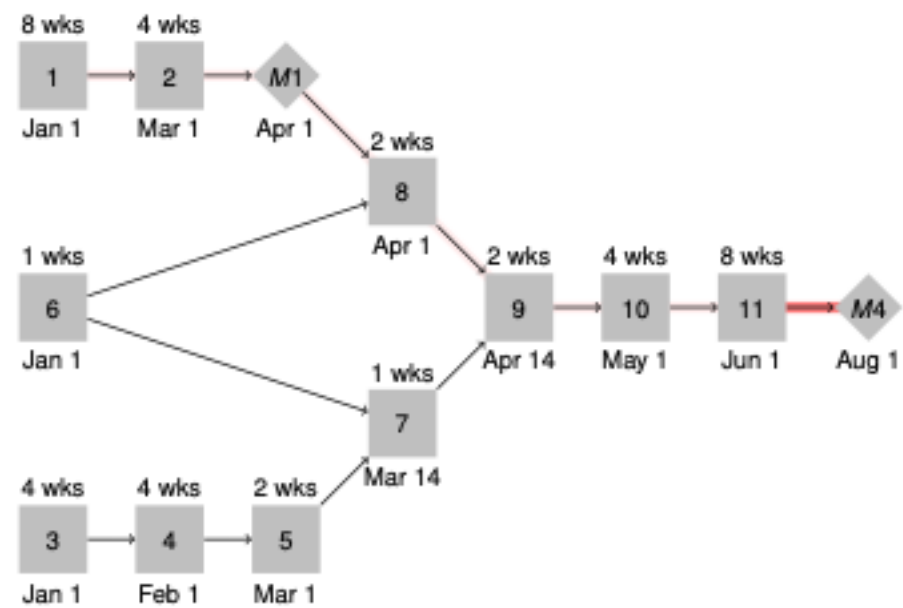 8 wks 4 wks
1 2 M1
Jan 1 Mar 1 Apr 1
2 wks
8
Apr 1
1 wks 2 wks 4 wks 8 wks
6 9 10 11 M4
Jan 1 Apr 14 May 1 Jun 1 Aug 1
1 wks
7
Mar 14
4 wks 4 wks 2 wks
3 4 5
Jan 1 Feb 1 Mar 1